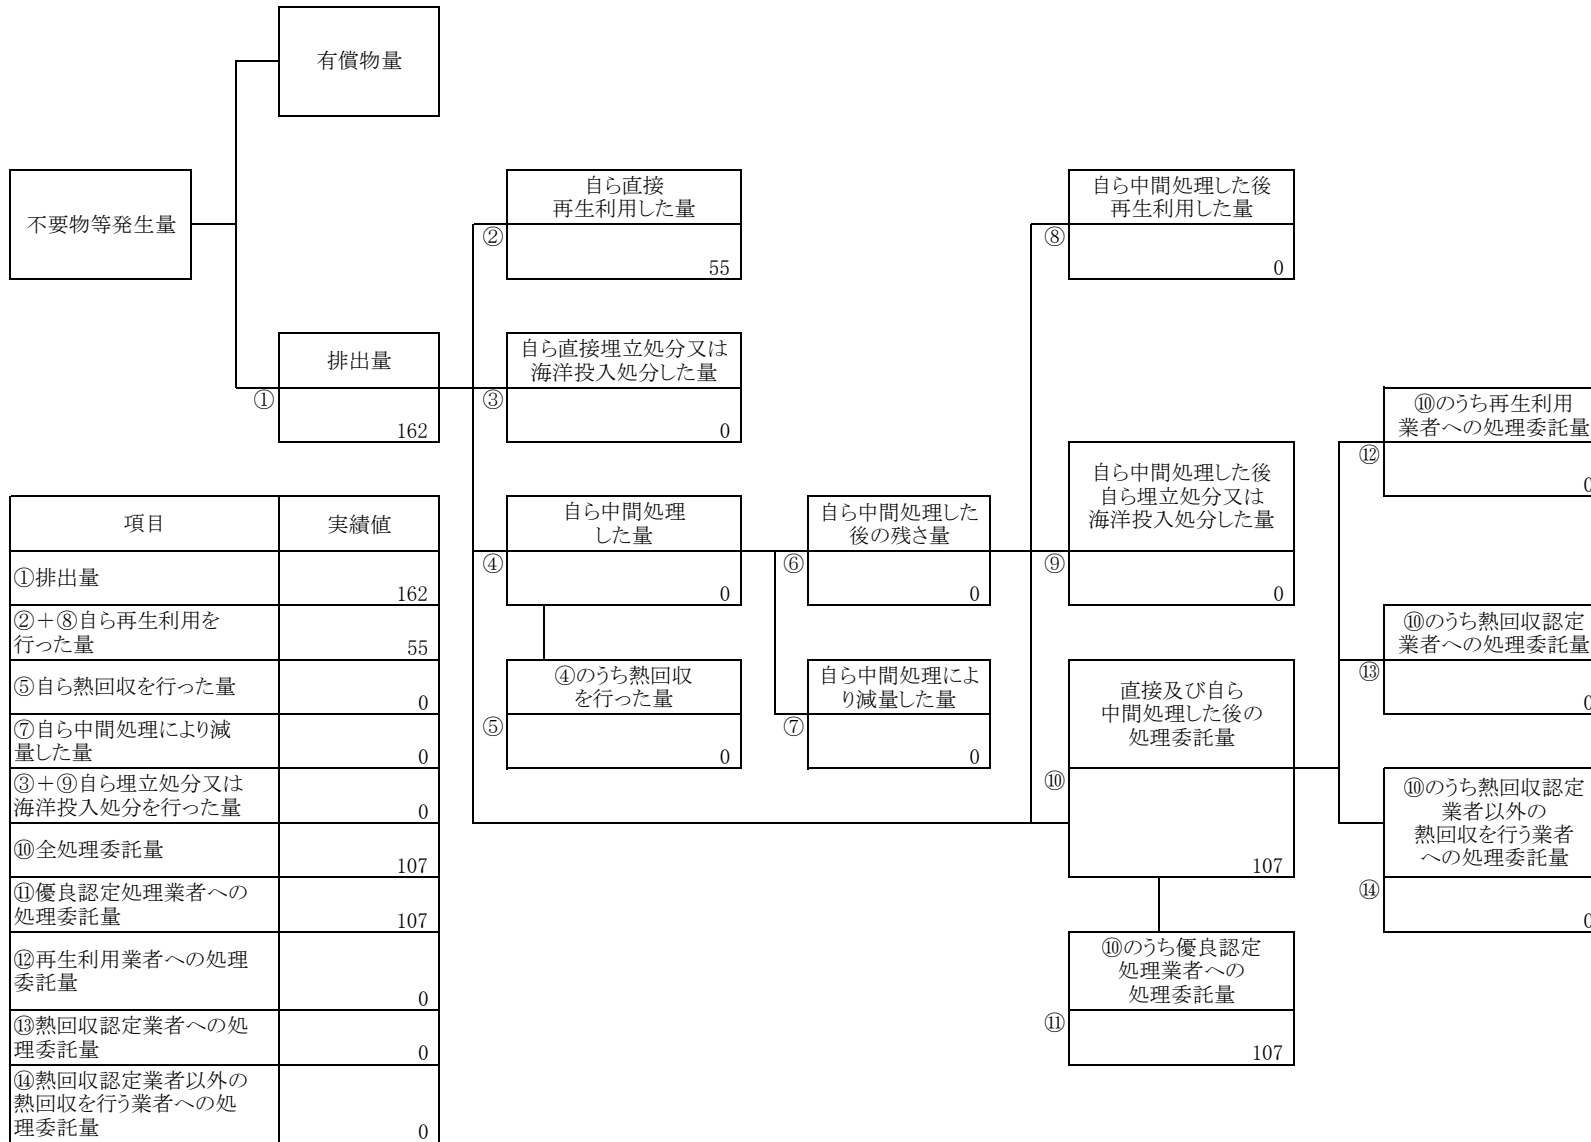 有償物量
不要物等発生量
自ら直接
再生利用した量
②
55
自ら中間処理した後
再生利用した量
⑧
0
排出量
①
162
自ら直接埋立処分又は
海洋投入処分した量
③
0
⑩のうち再生利用
業者への処理委託量
⑫
0
自ら中間処理
した量
④
0
自ら中間処理した
後の残さ量
⑥
0
自ら中間処理した後
自ら埋立処分又は
海洋投入処分した量
⑨
0
⑩のうち熱回収認定
業者への処理委託量
⑬
0
④のうち熱回収
を行った量
⑤
0
自ら中間処理によ
り減量した量
⑦
0
直接及び自ら
中間処理した後の
処理委託量
⑩
107
⑩のうち熱回収認定
業者以外の
熱回収を行う業者
への処理委託量
⑭
0
⑩のうち優良認定
処理業者への
処理委託量
⑪
107
項目 実績値
①排出量 162
②+⑧自ら再生利用を
行った量 55
⑤自ら熱回収を行った量 0
⑦自ら中間処理により減
量した量 0
③+⑨自ら埋立処分又は
海洋投入処分を行った量 0
⑩全処理委託量 107
⑪優良認定処理業者への
処理委託量 107
⑫再生利用業者への処理
委託量 0
⑬熱回収認定業者への処
理委託量 0
⑭熱回収認定業者以外の
熱回収を行う業者への処
理委託量 0